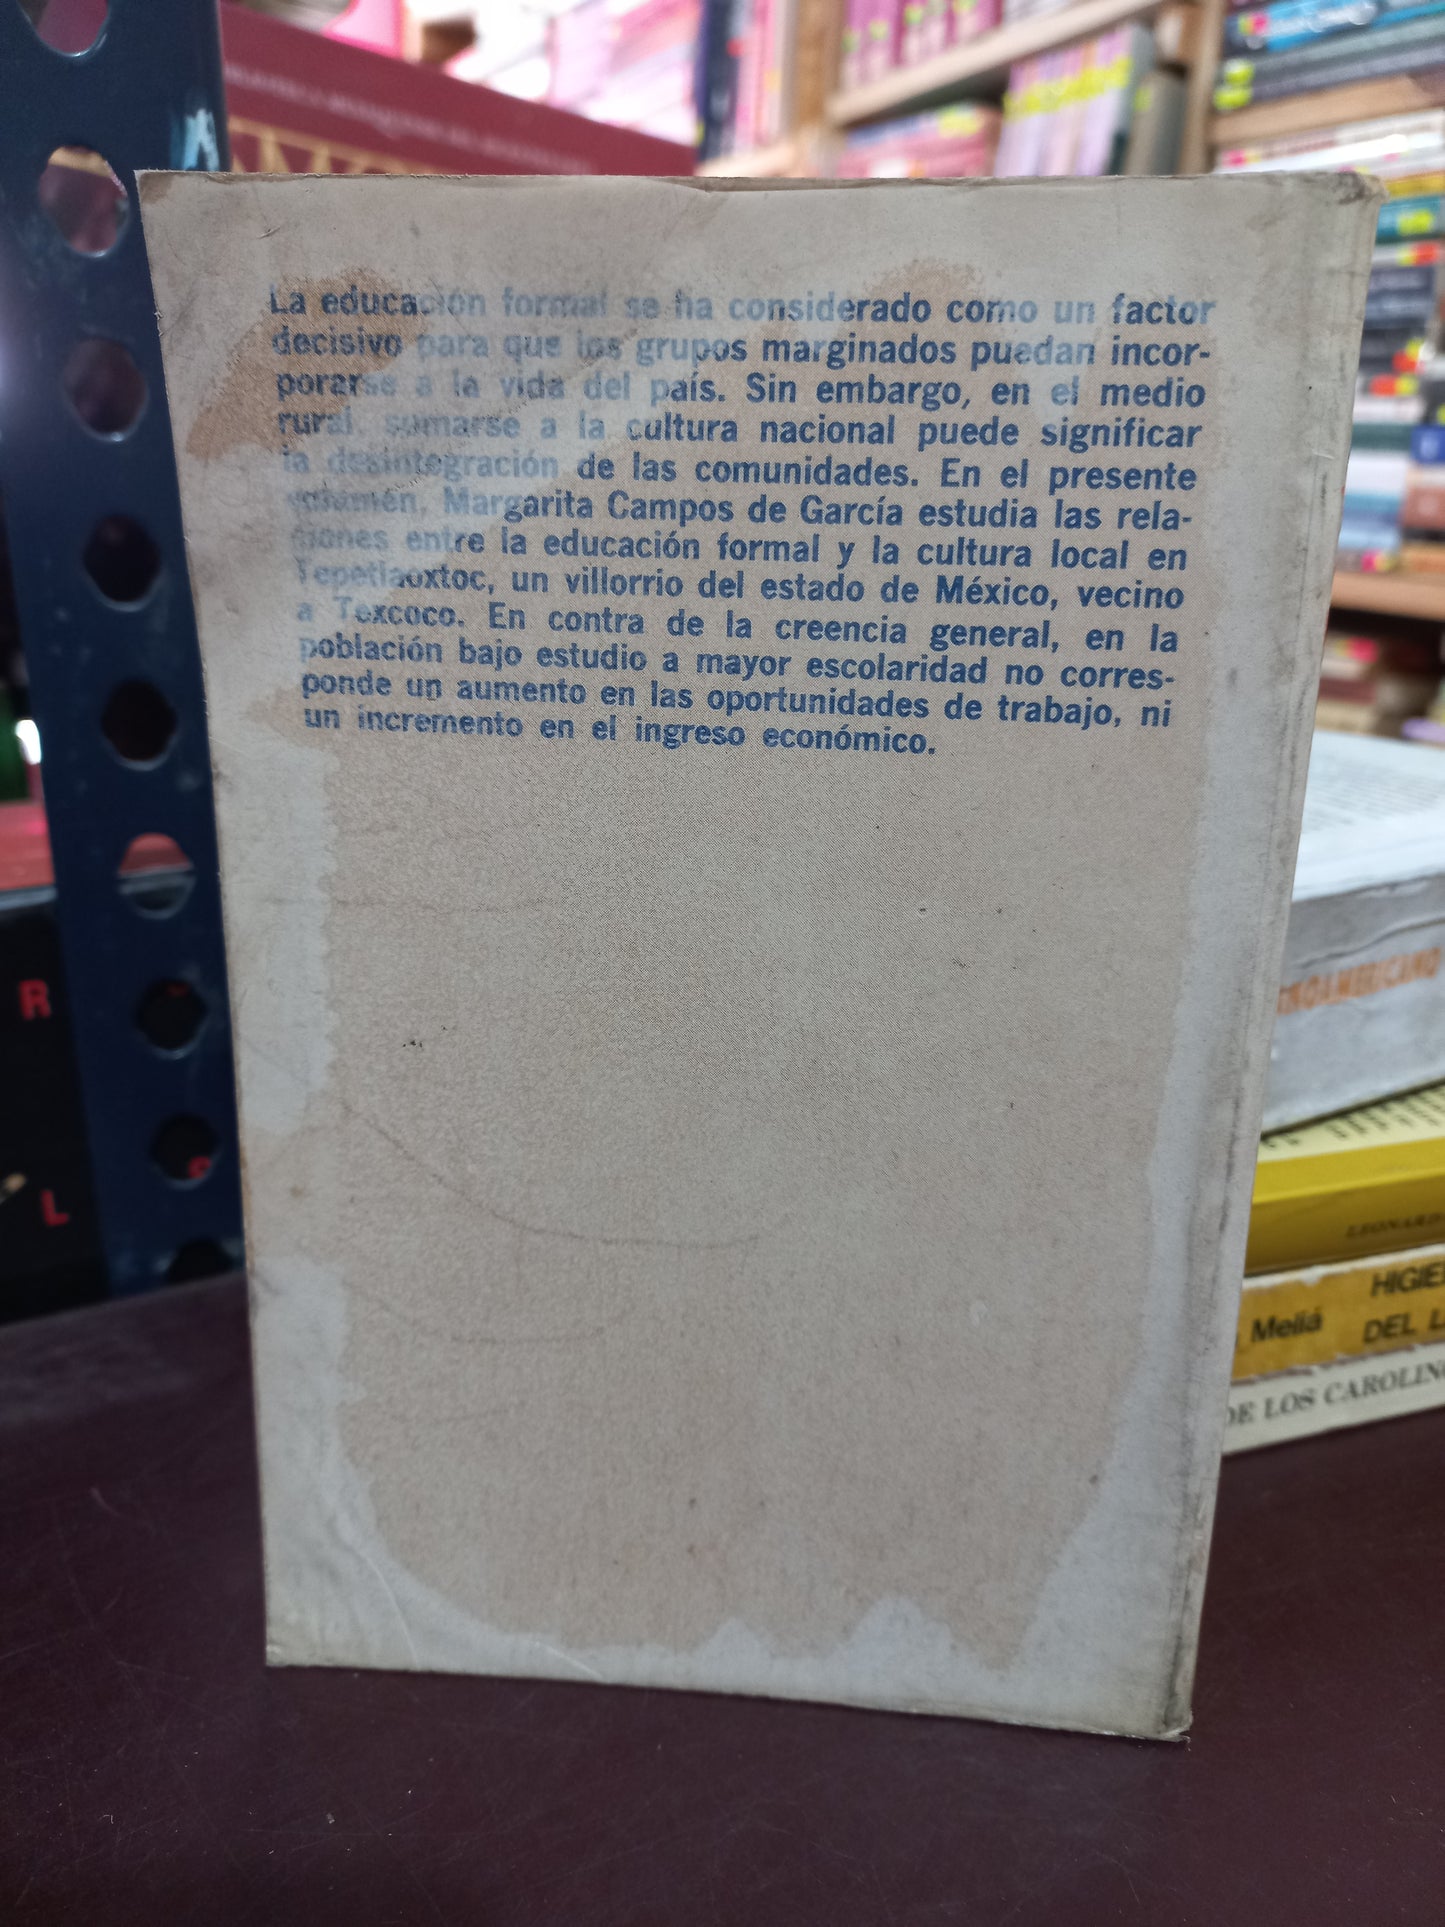 La educación formal se ha considerado como un factor
decisivo para que los grupos marginados puedan incor-
porarse a la vida del país. Sin embargo, en el medio
rural, sumarse a la cultura nacional puede significar
la desintegración de las comunidades. En el presente
volumen, Margarita Campos de García estudia las rela-
ciones entre la educación formal y la cultura local en
Tepetlaoxtoc, un villorrio del estado de México, vecino
a Texcoco. En contra de la creencia general, en la
población bajo estudio a mayor escolaridad no corres-
ponde un aumento en las oportunidades de trabajo, ni
un incremento en el ingreso económico.
R
L
INOAMERICANO
LEONARD
HIGIE
Meliá
DEL L
DE LOS CAROLING